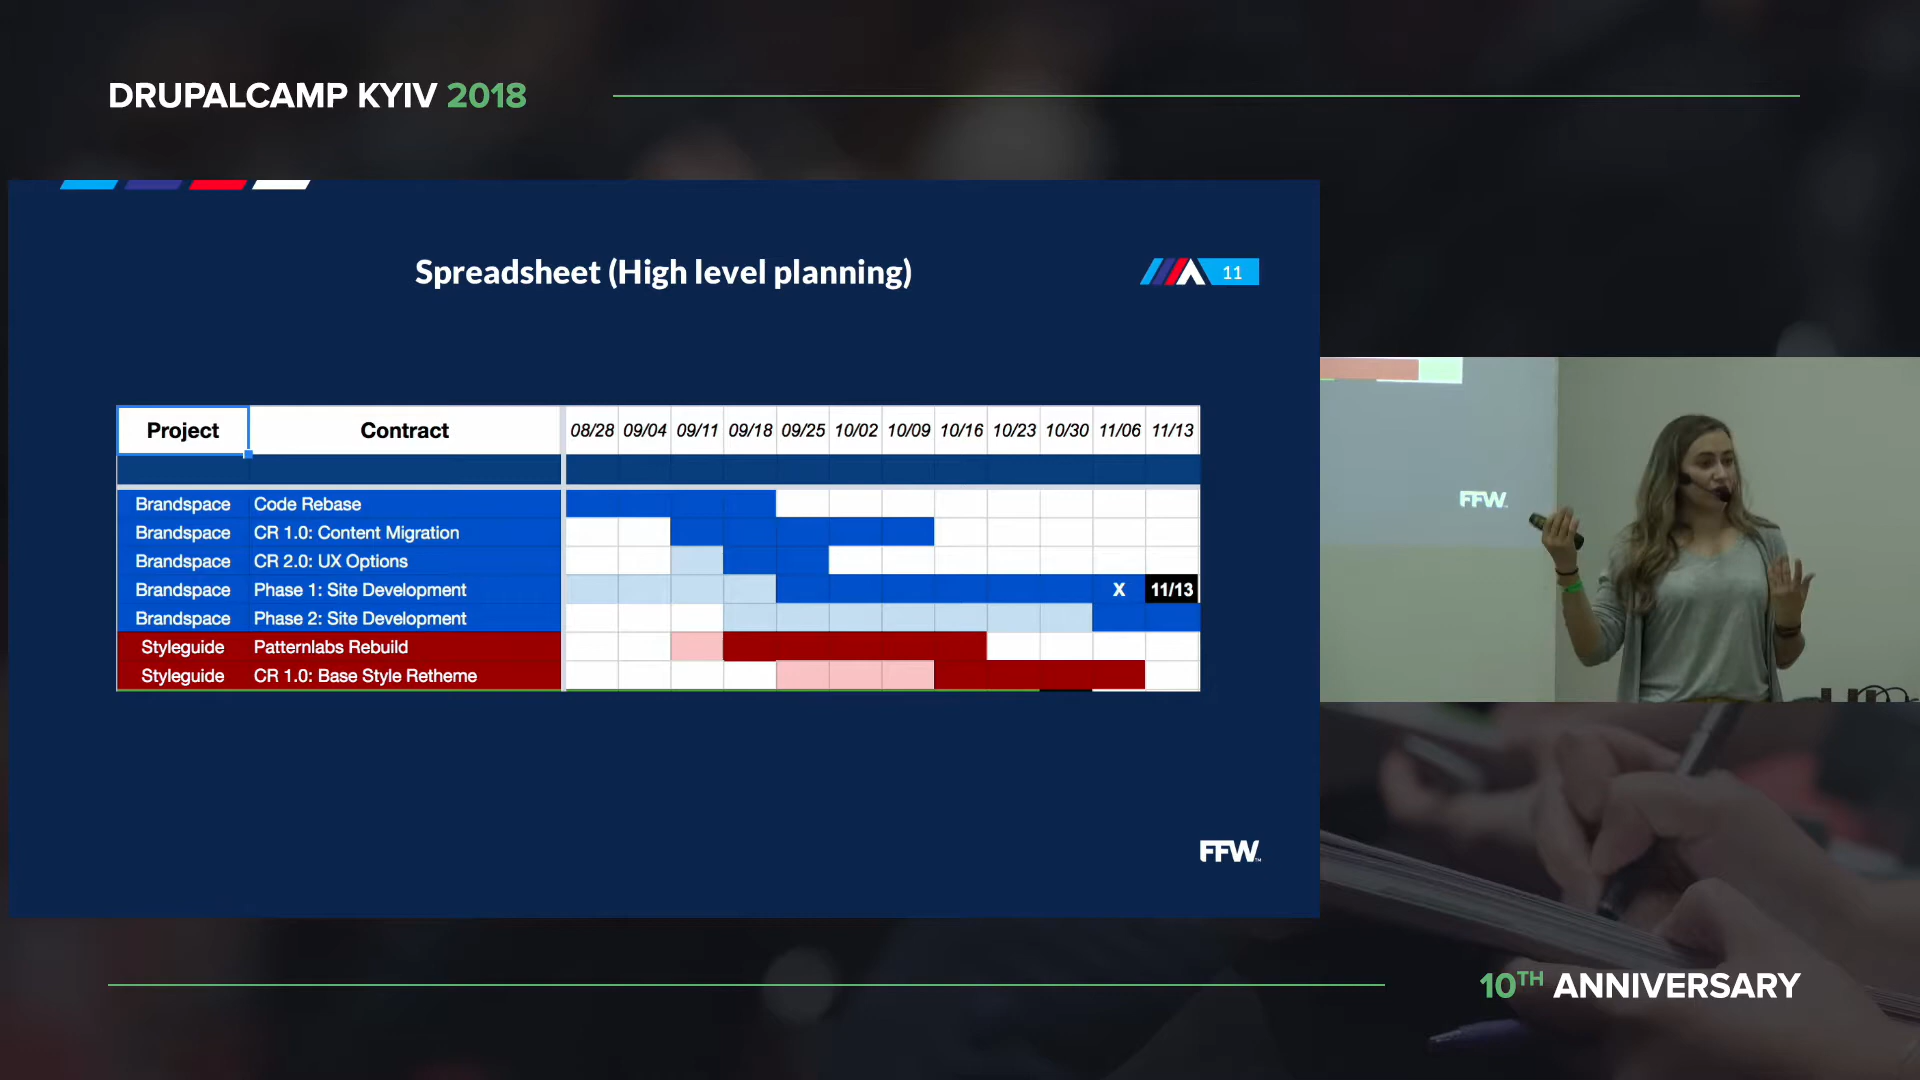 DRUPALCAMP KYIV 2018
Spreadsheet (High level planning)
11
Project Contract 08/28 09/04 09/11 09/18 09/25 10/02 10/09 10/16 10/23 10/30 11/06 11/13
Brandspace Code Rebase
Brandspace CR 1.0: Content Migration
Brandspace CR 2.0: UX Options
Brandspace Phase 1: Site Development X 11/13
Brandspace Phase 2: Site Development
Styleguide Patternlabs Rebuild
Styleguide CR 1.0: Base Style Retheme
FFW
FFW
10TH ANNIVERSARY